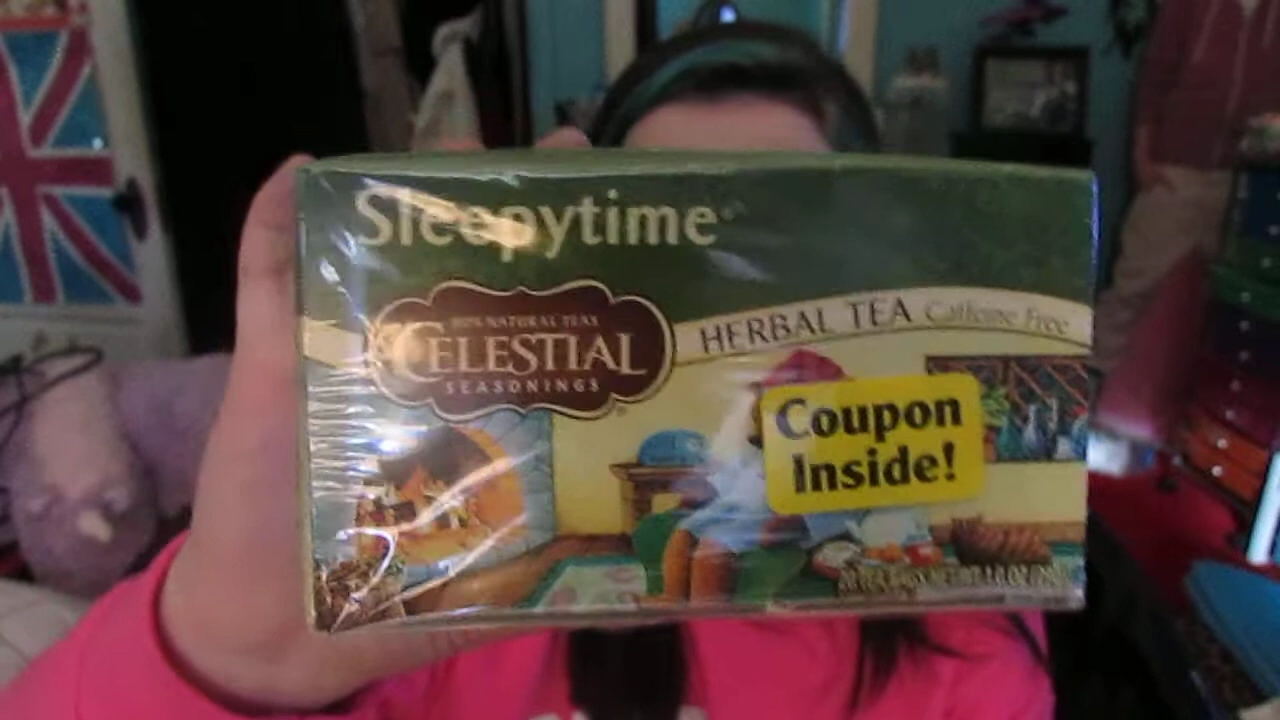 Sleepytime
100% NATURAL TEAS
CELESTIAL
SEASONINGS
HERBAL TEA Caffeine Free
Coupon
Inside!